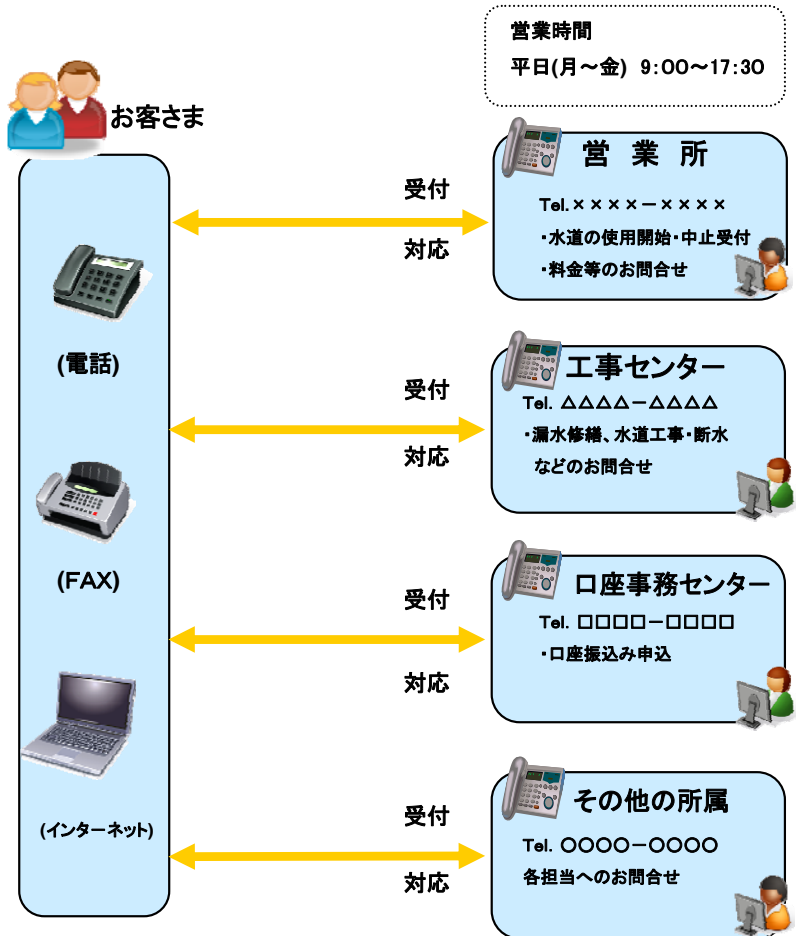 営業時間
平日(月～金) 9:00～17:30
お客さま
(電話)
(FAX)
(インターネット)
受付
対応
営 業 所
Tel.××××－××××
・水道の使用開始・中止受付
・料金等のお問合せ
受付
対応
工事センター
Tel. △△△△－△△△△
・漏水修繕、水道工事・断水
などのお問合せ
受付
対応
口座事務センター
Tel. □□□□－□□□□
・口座振込み申込
受付
対応
その他の所属
Tel. ○○○○－○○○○
各担当へのお問合せ